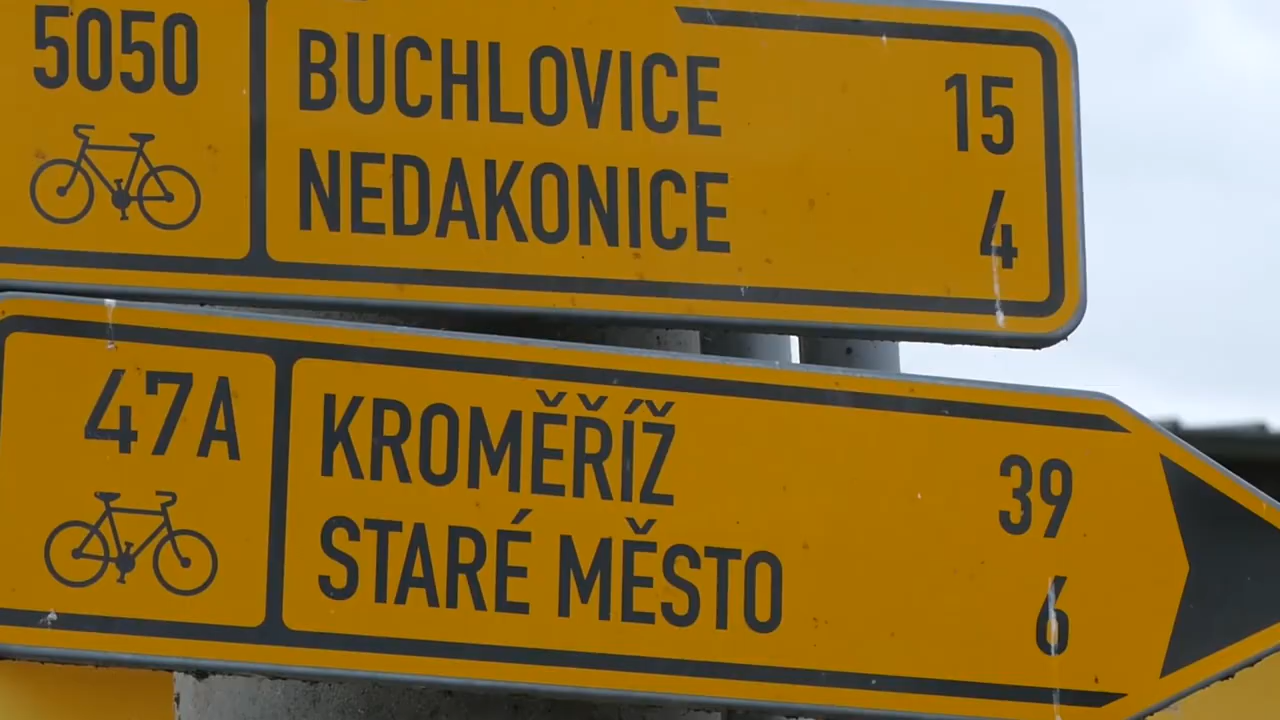 5050
BUCHLOVICE 15
NEDAKONICE 4
47A
KROMĚŘÍŽ 39
STARÉ MĚSTO 6